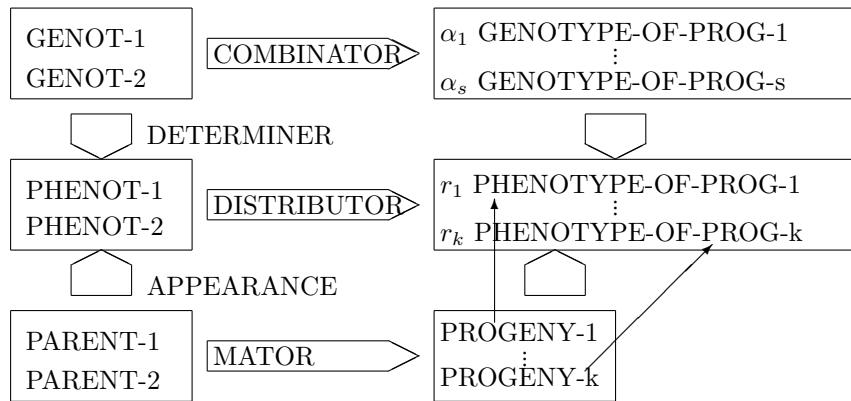 GENOT-1
GENOT-2
COMBINATOR
α₁ GENOTYPE-OF-PROG-1
⋮
αₛ GENOTYPE-OF-PROG-s
DETERMINER
PHENOT-1
PHENOT-2
DISTRIBUTOR
r₁ PHENOTYPE-OF-PROG-1
⋮
rₖ PHENOTYPE-OF-PROG-k
APPEARANCE
PARENT-1
PARENT-2
MATOR
PROGENY-1
⋮
PROGENY-k